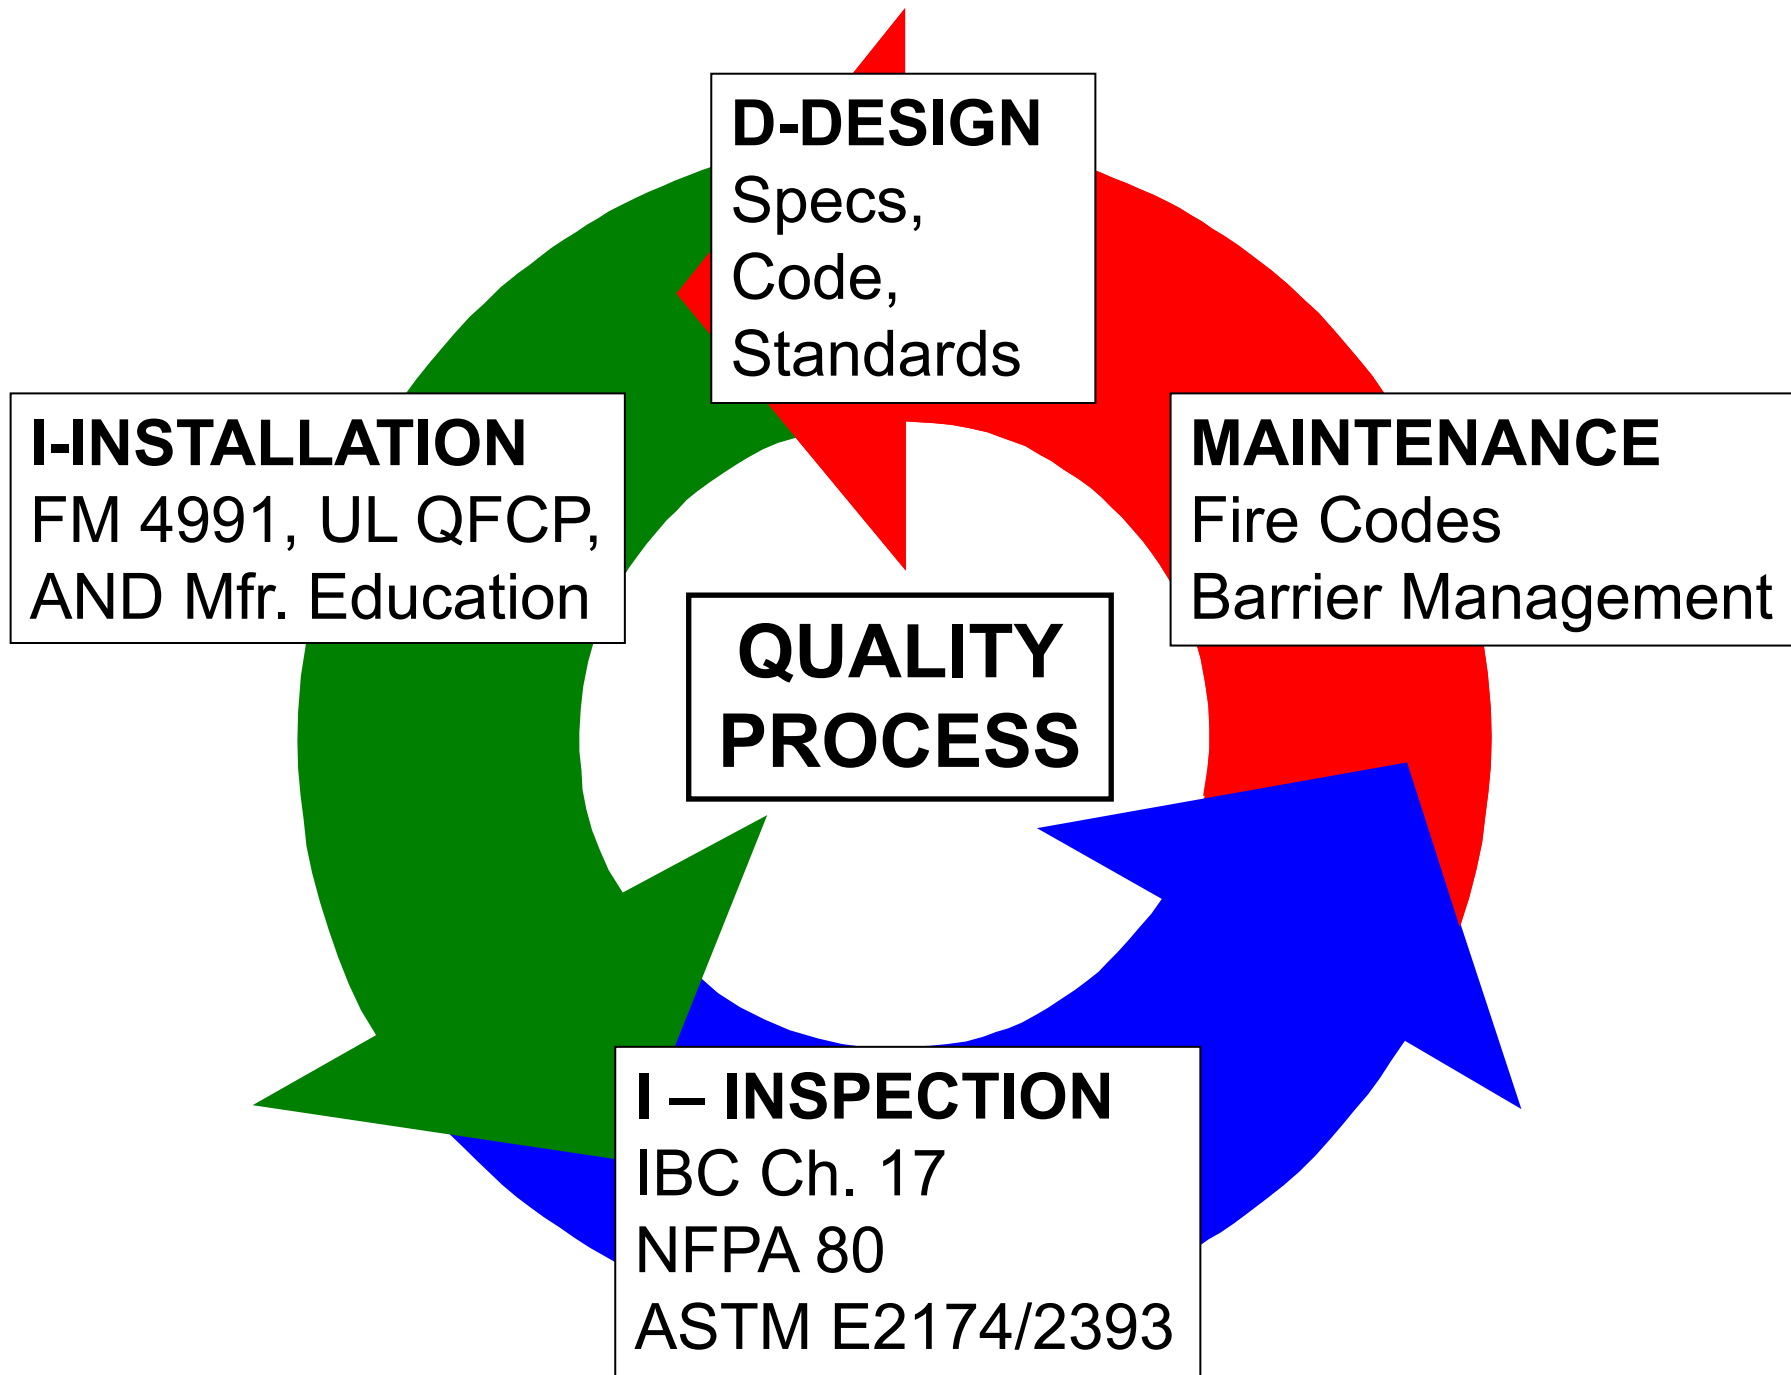 D-DESIGN
Specs,
Code,
Standards
I-INSTALLATION
FM 4991, UL QFCP,
AND Mfr. Education
MAINTENANCE
Fire Codes
Barrier Management
QUALITY
PROCESS
I – INSPECTION
IBC Ch. 17
NFPA 80
ASTM E2174/2393